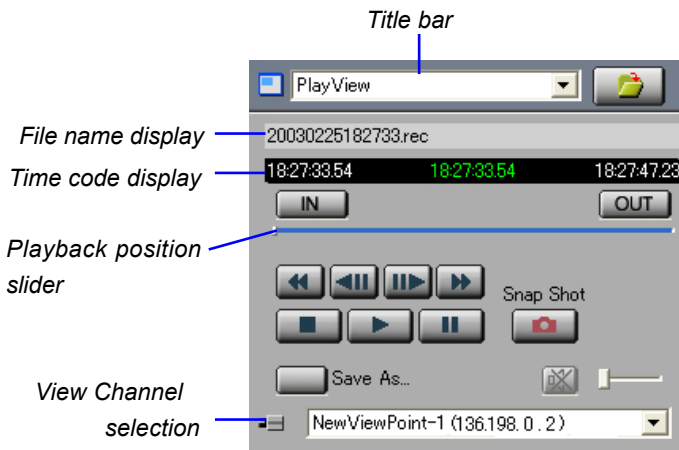 Title bar
PlayView
File name display
20030225182733.rec
Time code display
18:27:33.54 18:27:33.54 18:27:47.23
IN OUT
Playback position
slider
Snap Shot
Save As...
View Channel
selection
NewViewPoint-1 (136.198.0.2)